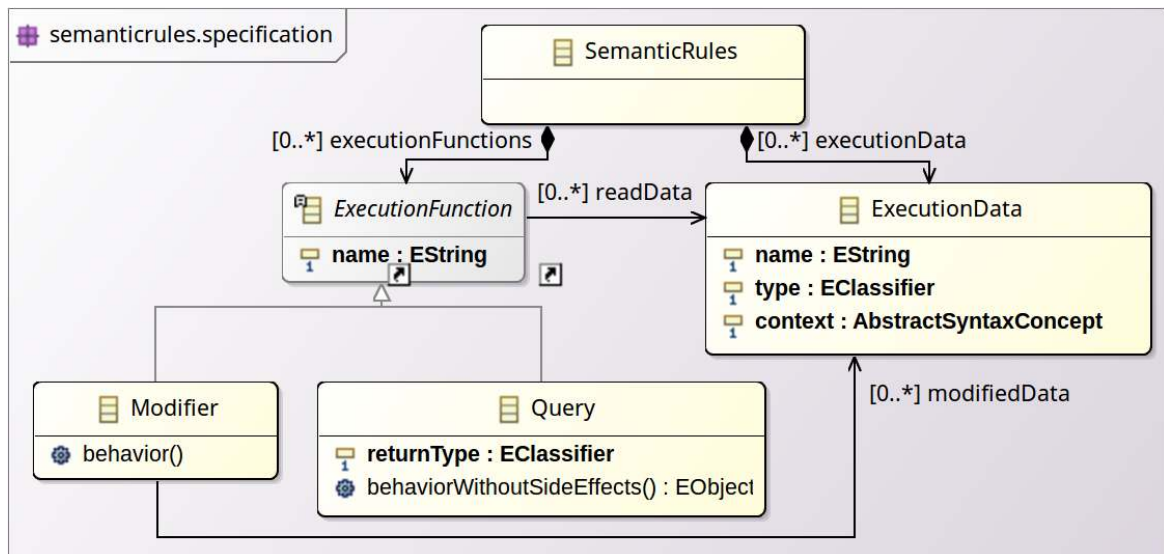 semanticrules.specification
SemanticRules
[0..*] executionFunctions
[0..*] executionData
ExecutionFunction
name : EString
[0..*] readData
ExecutionData
name : EString
type : EClassifier
context : AbstractSyntaxConcept
[0..*] modifiedData
Modifier
behavior()
Query
returnType : EClassifier
behaviorWithoutSideEffects() : EObject